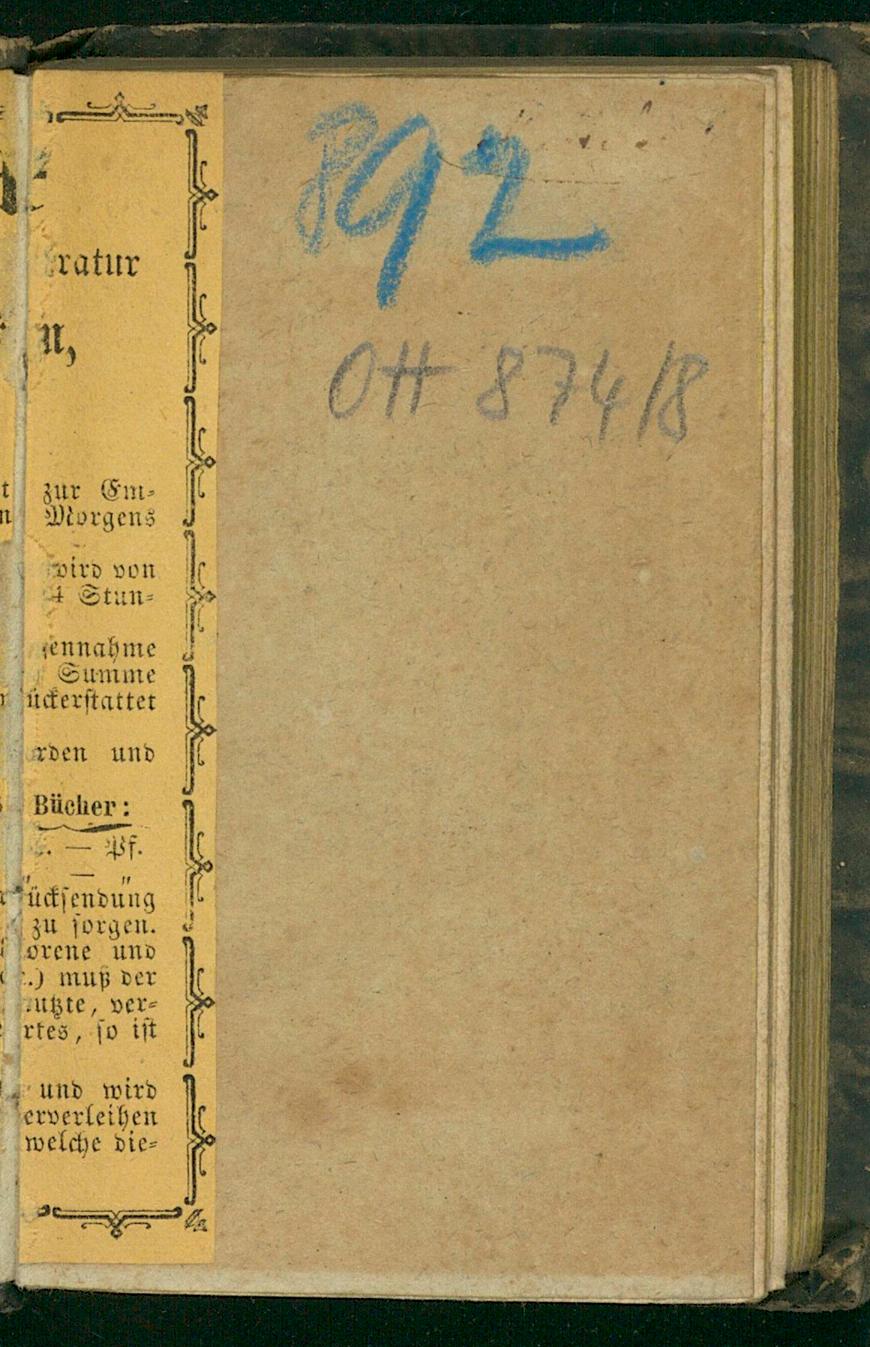 892
OH 874/8
ratur
n,
t zur Em-
n Morgens
wird von
4 Stun-
ennahme
Summe
ückerstattet
rden und
Bücher:
— Pf.
" — "
ücksendung
zu sorgen.
orene und
.) muß der
utzte, ver-
rtes, so ist
und wird
erverleihen
welche die-